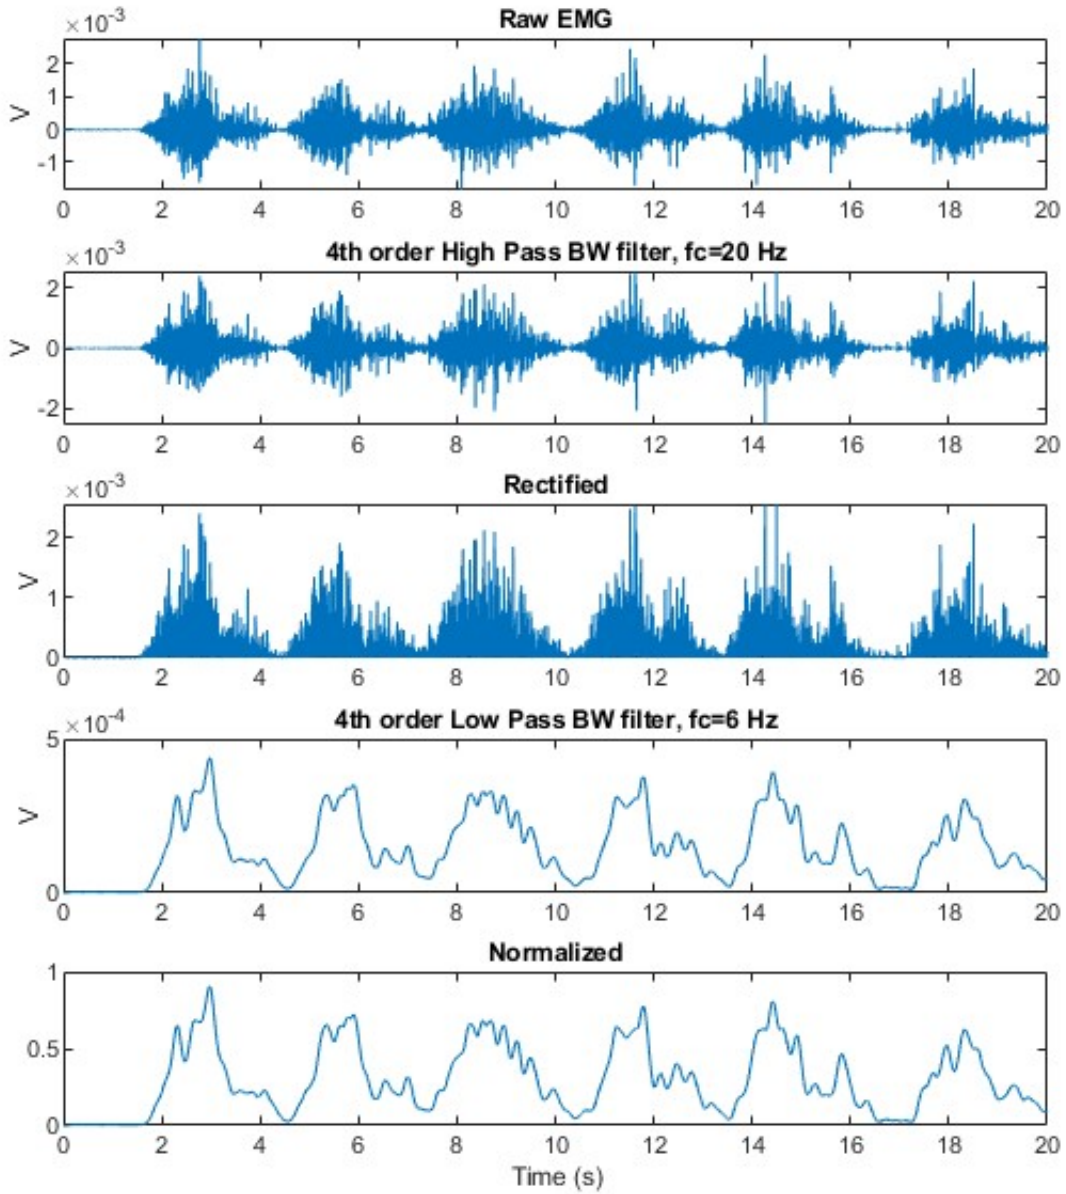 ×10⁻³
Raw EMG
V
2
1
0
-1
0 2 4 6 8 10 12 14 16 18 20
×10⁻³
4th order High Pass BW filter, fc=20 Hz
V
2
0
-2
0 2 4 6 8 10 12 14 16 18 20
×10⁻³
Rectified
V
2
1
0
0 2 4 6 8 10 12 14 16 18 20
×10⁻⁴
4th order Low Pass BW filter, fc=6 Hz
V
5
0
0 2 4 6 8 10 12 14 16 18 20
Normalized
1
0.5
0
0 2 4 6 8 10 12 14 16 18 20
Time (s)